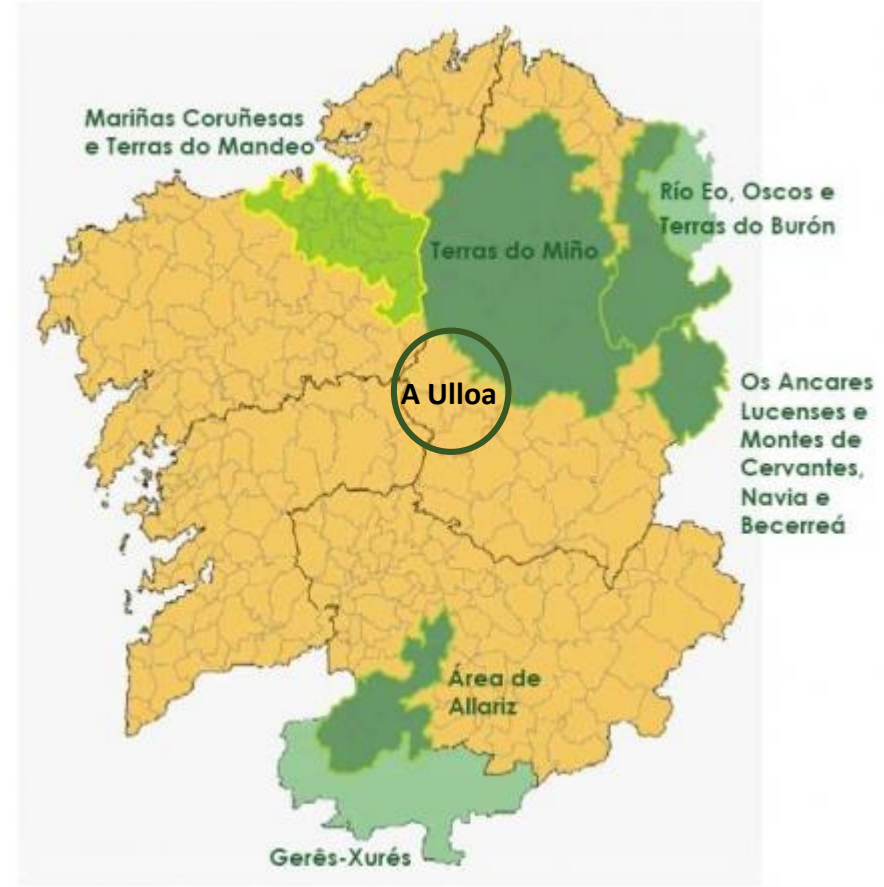 Mariñas Coruñesas
e Terras do Mandeo
Río Eo, Oscos e
Terras do Burón
Terras do Miño
A Ulloa
Os Ancares
Lucenses e
Montes de
Cervantes,
Navia e
Becerreá
Área de
Allariz
Gerês-Xurés